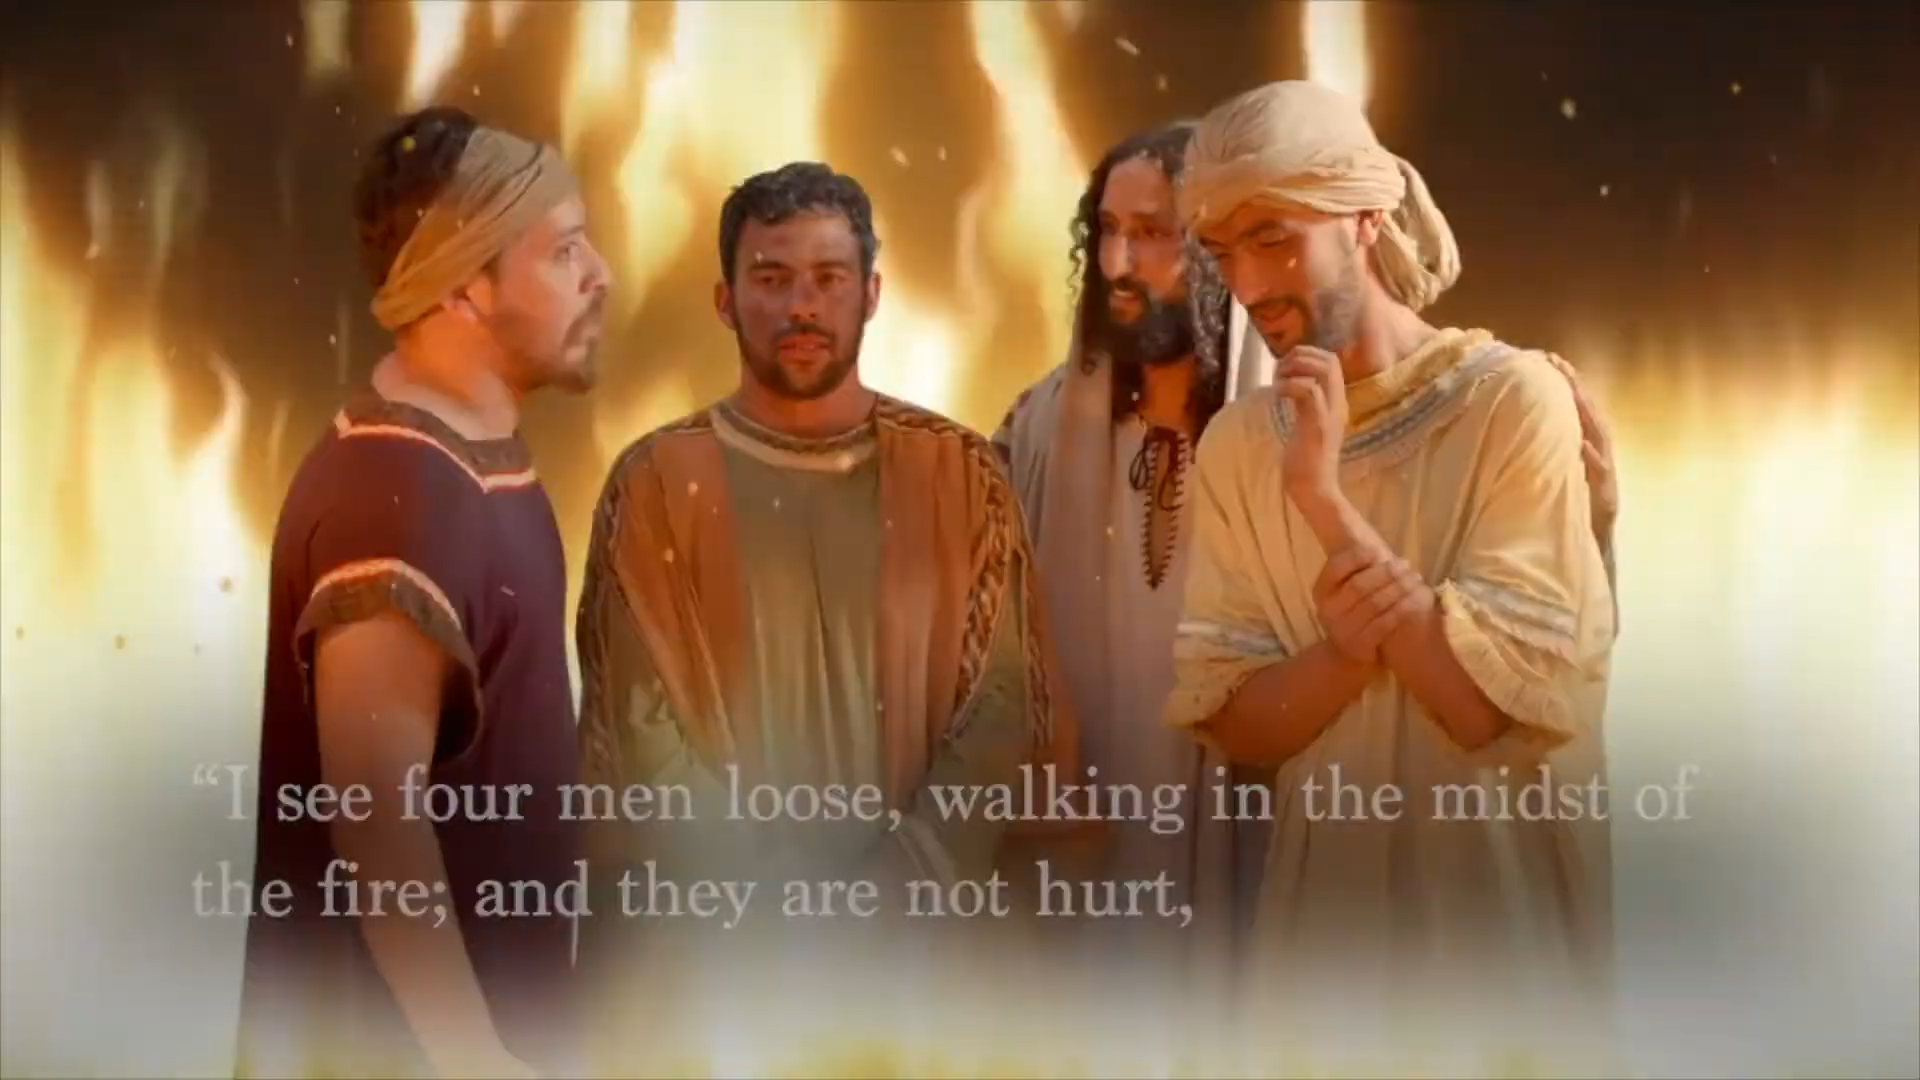 “I see four men loose, walking in the midst of
the fire; and they are not hurt,